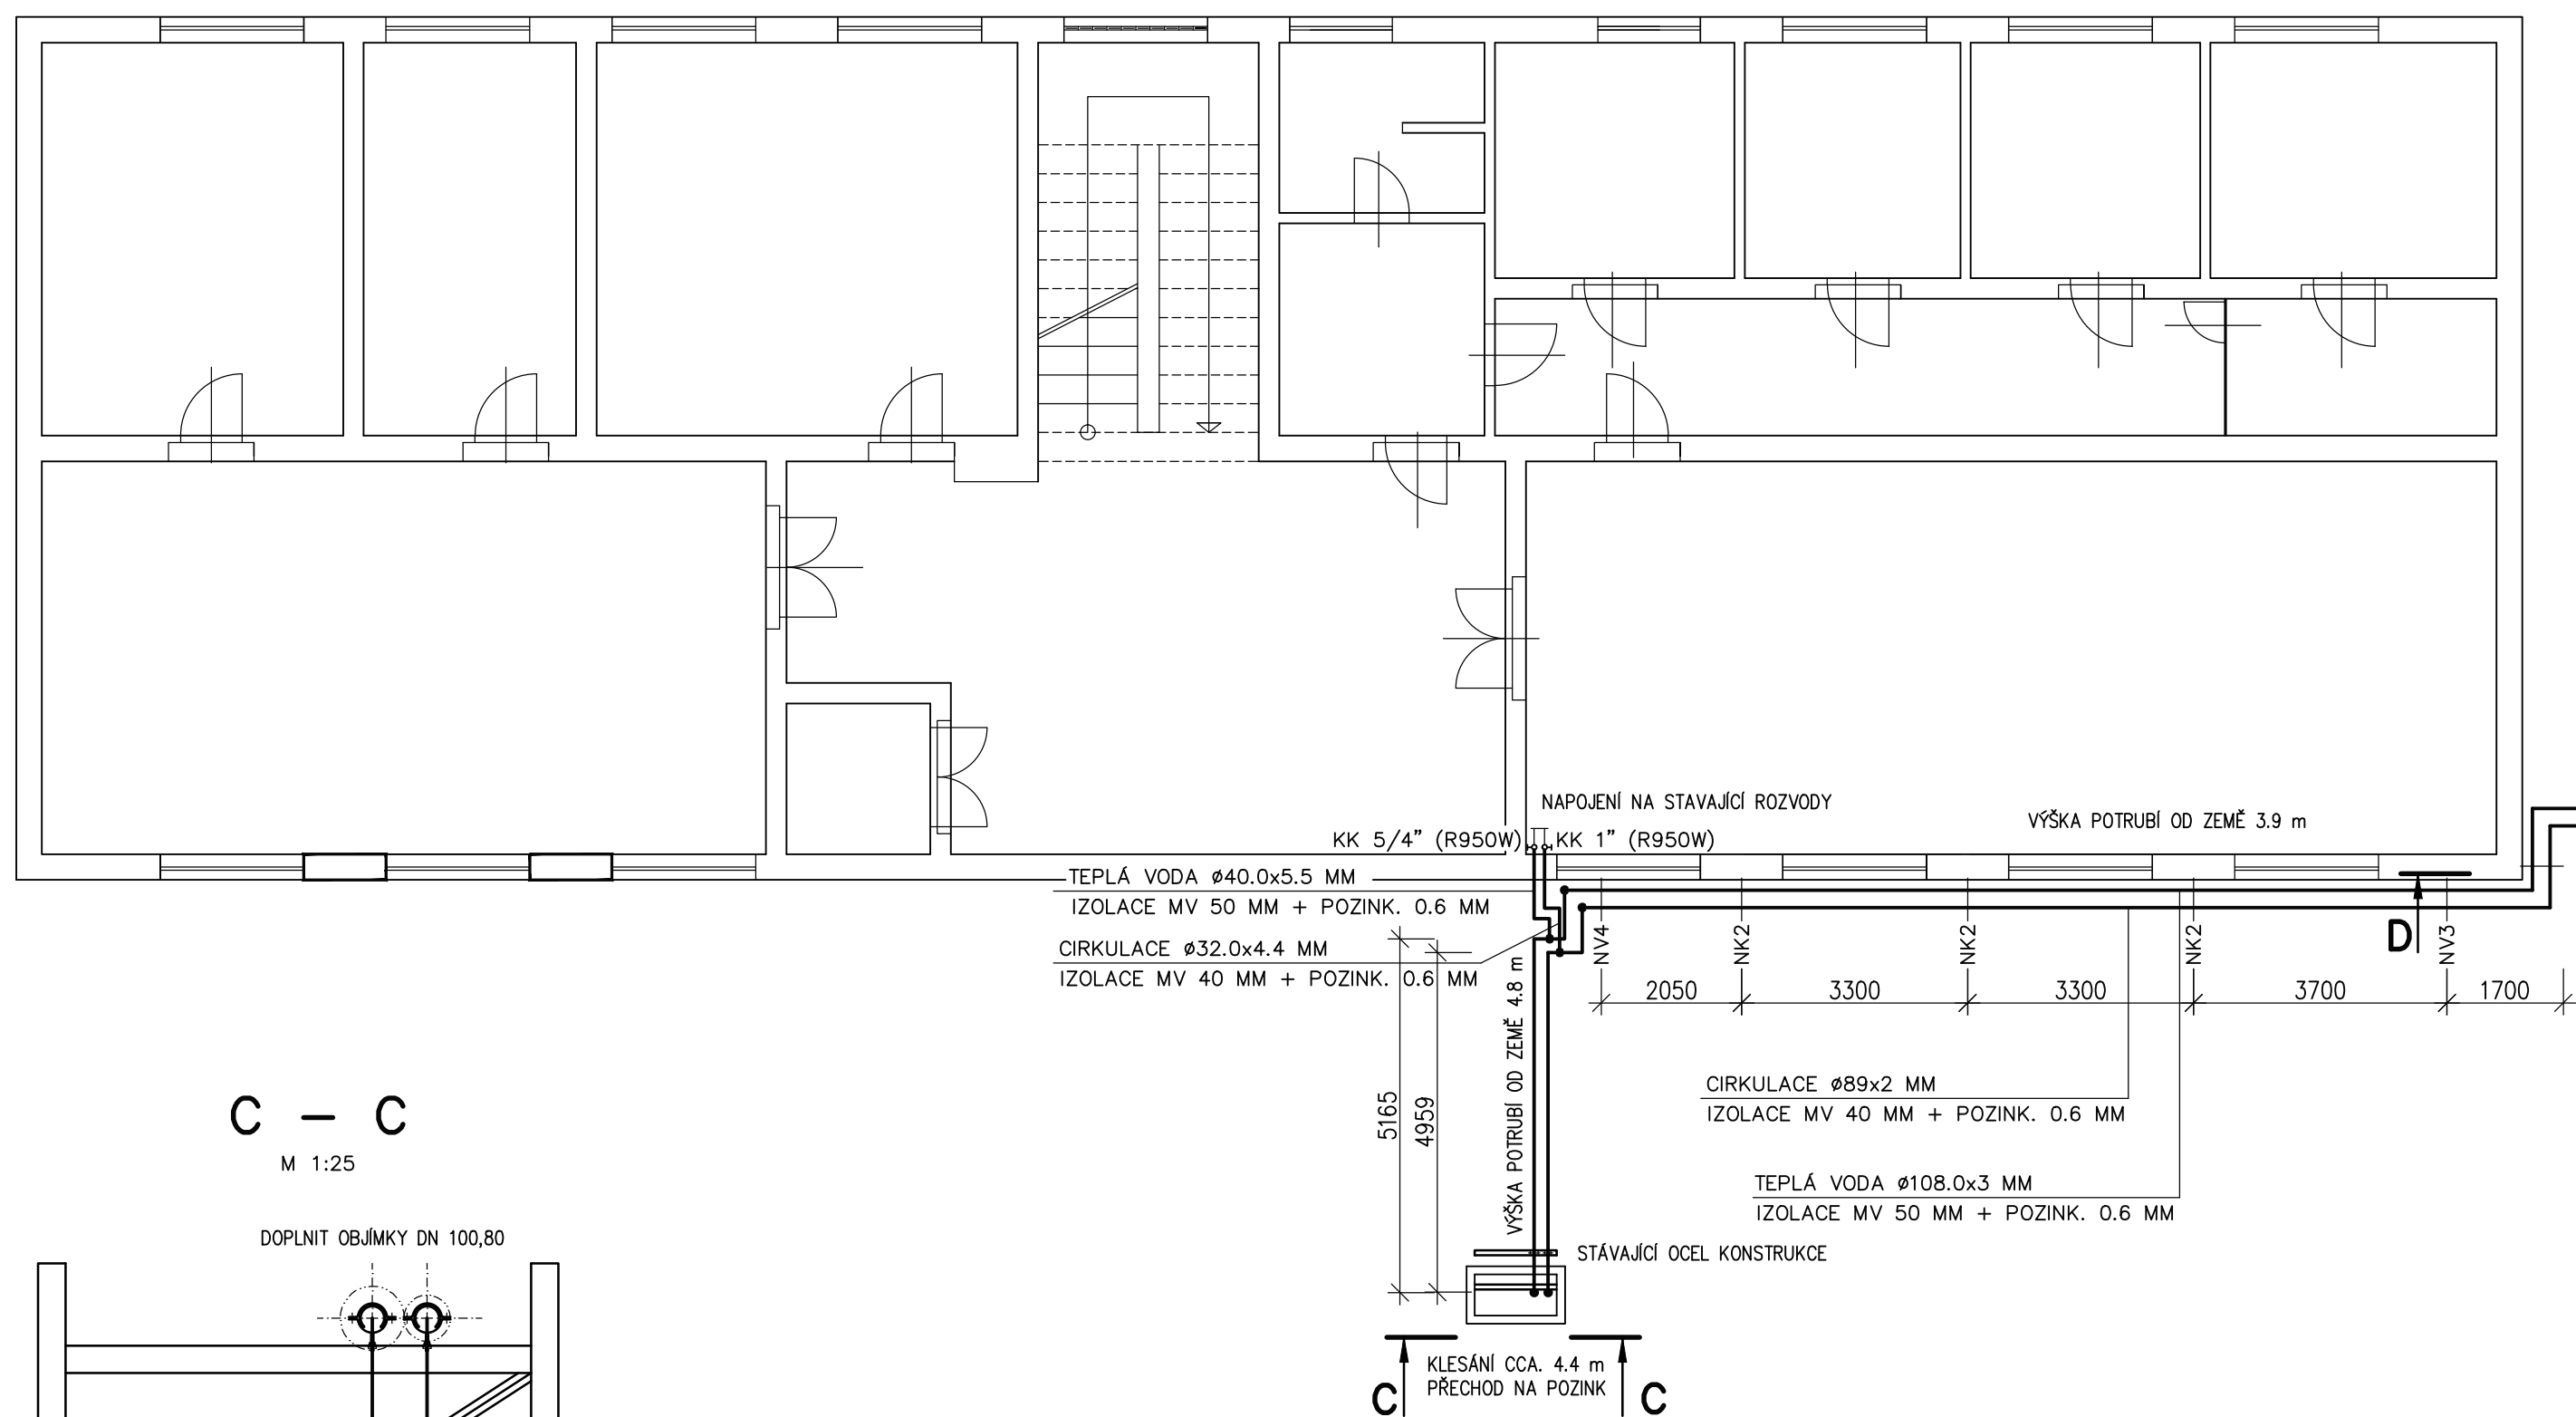 NAPOJENÍ NA STAVAJÍCÍ ROZVODY
VÝŠKA POTRUBÍ OD ZEMĚ 3.9 m
KK 5/4" (R950W)
KK 1" (R950W)
TEPLÁ VODA ø40.0x5.5 MM
IZOLACE MV 50 MM + POZINK. 0.6 MM
CIRKULACE ø32.0x4.4 MM
IZOLACE MV 40 MM + POZINK. 0.6 MM
NV4
NK2
NK2
NK2
D
NV3
2050
3300
3300
3700
1700
VÝŠKA POTRUBÍ OD ZEMĚ 4.8 m
5165
4959
CIRKULACE ø89x2 MM
IZOLACE MV 40 MM + POZINK. 0.6 MM
TEPLÁ VODA ø108.0x3 MM
IZOLACE MV 50 MM + POZINK. 0.6 MM
C – C
M 1:25
DOPLNIT OBJÍMKY DN 100,80
STÁVAJÍCÍ OCEL KONSTRUKCE
KLESÁNÍ CCA. 4.4 m
PŘECHOD NA POZINK
C
C